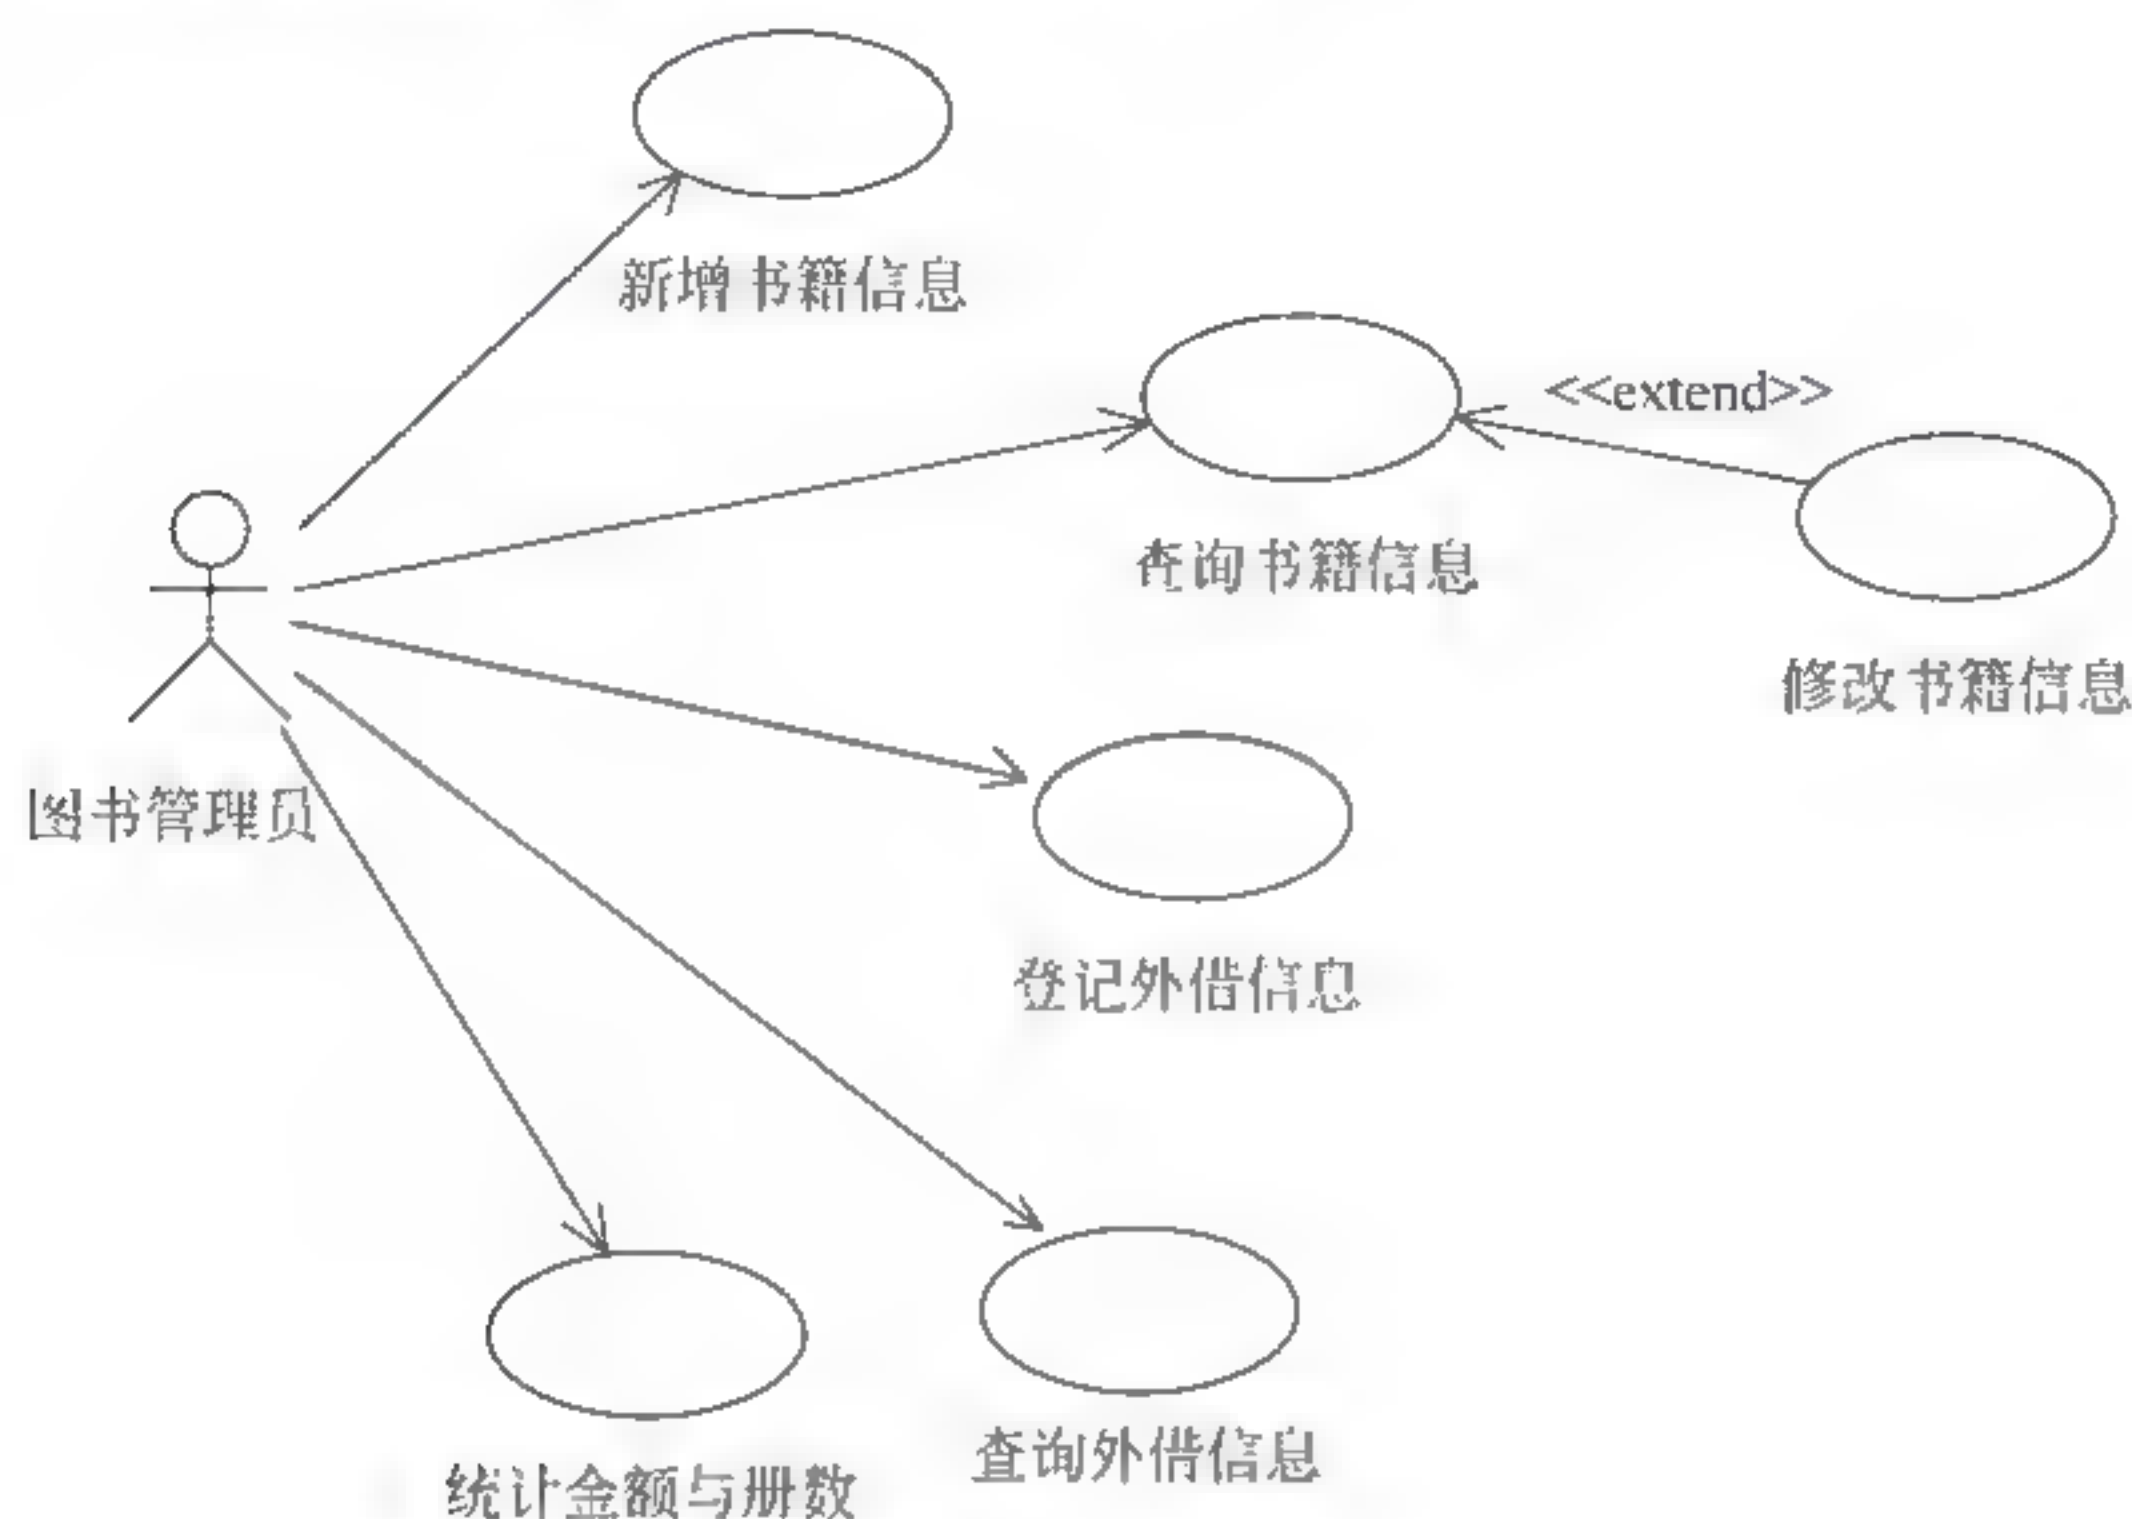 新增书籍信息
<<extend>>
查询书籍信息
修改书籍信息
图书管理员
登记外借信息
查询外借信息
统计金额与册数